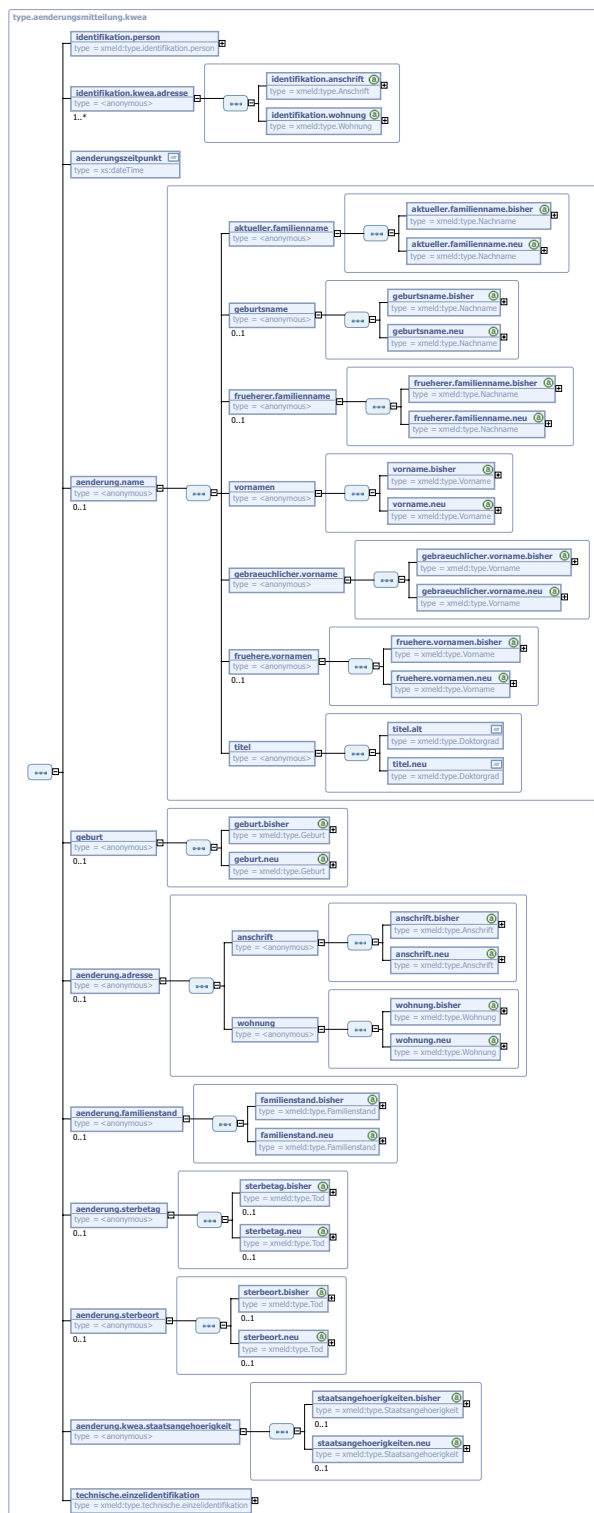 type.aenderungsmitteilung.kwea
identifikation.person
type = xmeld:type.identifikation.person
identifikation.kwea.adresse
type = <anonymous>
1..*
identifikation.anschrift
type = xmeld:type.Anschrift
identifikation.wohnung
type = xmeld:type.Wohnung
aenderungszeitpunkt
type = xs:dateTime
aenderung.name
type = <anonymous>
0..1
aktueller.familienname
type = <anonymous>
aktueller.familienname.bisher
type = xmeld:type.Nachname
aktueller.familienname.neu
type = xmeld:type.Nachname
geburtsname
type = <anonymous>
0..1
geburtsname.bisher
type = xmeld:type.Nachname
geburtsname.neu
type = xmeld:type.Nachname
frueherer.familienname
type = <anonymous>
0..1
frueherer.familienname.bisher
type = xmeld:type.Nachname
frueherer.familienname.neu
type = xmeld:type.Nachname
vornamen
type = <anonymous>
vorname.bisher
type = xmeld:type.Vorname
vorname.neu
type = xmeld:type.Vorname
gebraeuchlicher.vorname
type = <anonymous>
gebraeuchlicher.vorname.bisher
type = xmeld:type.Vorname
gebraeuchlicher.vorname.neu
type = xmeld:type.Vorname
fruehere.vornamen
type = <anonymous>
0..1
fruehere.vornamen.bisher
type = xmeld:type.Vorname
fruehere.vornamen.neu
type = xmeld:type.Vorname
titel
type = <anonymous>
titel.alt
type = xmeld:type.Doktorgrad
titel.neu
type = xmeld:type.Doktorgrad
geburt
type = <anonymous>
0..1
geburt.bisher
type = xmeld:type.Geburt
geburt.neu
type = xmeld:type.Geburt
aenderung.adresse
type = <anonymous>
0..1
anschrift
type = <anonymous>
anschrift.bisher
type = xmeld:type.Anschrift
anschrift.neu
type = xmeld:type.Anschrift
wohnung
type = <anonymous>
wohnung.bisher
type = xmeld:type.Wohnung
wohnung.neu
type = xmeld:type.Wohnung
aenderung.familienstand
type = <anonymous>
0..1
familienstand.bisher
type = xmeld:type.Familienstand
familienstand.neu
type = xmeld:type.Familienstand
aenderung.sterbetag
type = <anonymous>
0..1
sterbetag.bisher
type = xmeld:type.Tod
0..1
sterbetag.neu
type = xmeld:type.Tod
0..1
aenderung.sterbeort
type = <anonymous>
0..1
sterbeort.bisher
type = xmeld:type.Tod
0..1
sterbeort.neu
type = xmeld:type.Tod
0..1
aenderung.kwea.staatsangehoerigkeit
type = <anonymous>
staatsangehoerigkeiten.bisher
type = xmeld:type.Staatsangehoerigkeit
0..1
staatsangehoerigkeiten.neu
type = xmeld:type.Staatsangehoerigkeit
0..1
technische.einzelidentifikation
type = xmeld:type.technische.einzelidentifikation